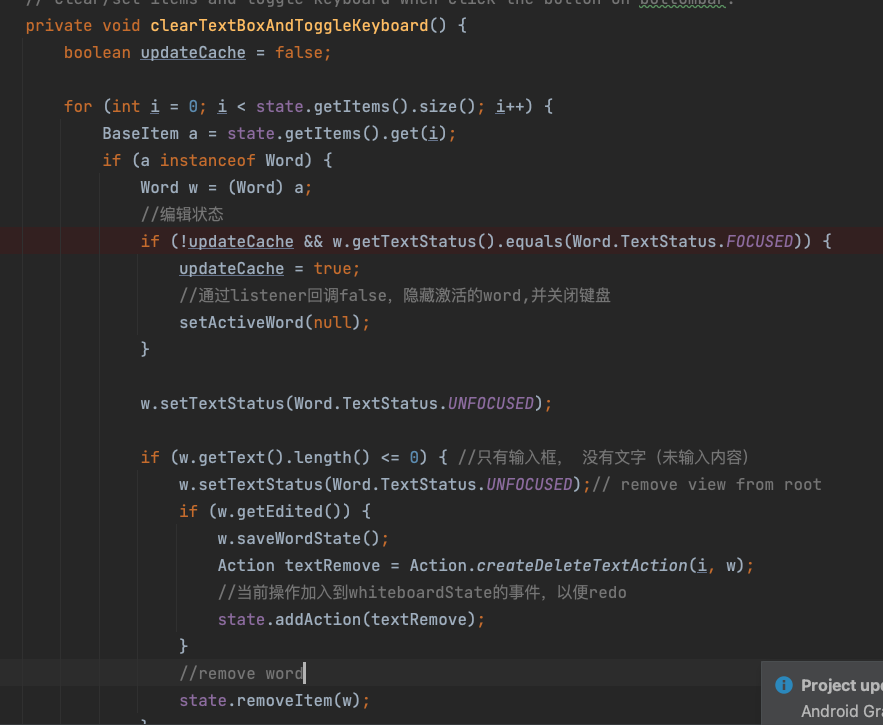 // clear/set items and toggle keyboard when click the button on bottombar.
private void clearTextBoxAndToggleKeyboard() {
boolean updateCache = false;
for (int i = 0; i < state.getItems().size(); i++) {
BaseItem a = state.getItems().get(i);
if (a instanceof Word) {
Word w = (Word) a;
//编辑状态
if (!updateCache && w.getTextStatus().equals(Word.TextStatus.FOCUSED)) {
updateCache = true;
//通过listener回调false，隐藏激活的word,并关闭键盘
setActiveWord(null);
}
w.setTextStatus(Word.TextStatus.UNFOCUSED);
if (w.getText().length() <= 0) { //只有输入框， 没有文字（未输入内容）
w.setTextStatus(Word.TextStatus.UNFOCUSED);// remove view from root
if (w.getEdited()) {
w.saveWordState();
Action textRemove = Action.createDeleteTextAction(i, w);
//当前操作加入到whiteboardState的事件，以便redo
state.addAction(textRemove);
}
//remove word
state.removeItem(w);
Project upd
Android Gra